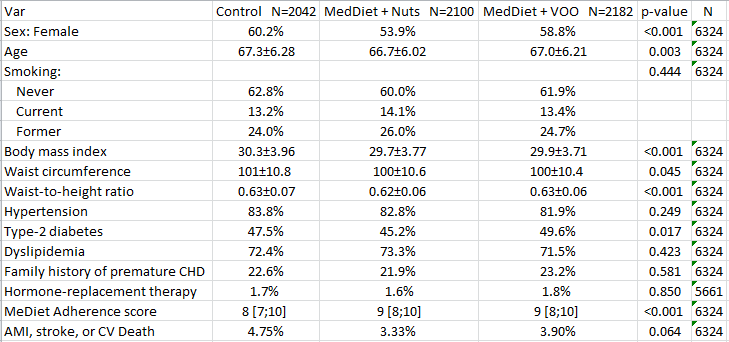 Var Control N=2042 MedDiet + Nuts N=2100 MedDiet + VOO N=2182 p-value N
Sex: Female 60.2% 53.9% 58.8% <0.001 6324
Age 67.3±6.28 66.7±6.02 67.0±6.21 0.003 6324
Smoking: 0.444 6324
Never 62.8% 60.0% 61.9%
Current 13.2% 14.1% 13.4%
Former 24.0% 26.0% 24.7%
Body mass index 30.3±3.96 29.7±3.77 29.9±3.71 <0.001 6324
Waist circumference 101±10.8 100±10.6 100±10.4 0.045 6324
Waist-to-height ratio 0.63±0.07 0.62±0.06 0.63±0.06 <0.001 6324
Hypertension 83.8% 82.8% 81.9% 0.249 6324
Type-2 diabetes 47.5% 45.2% 49.6% 0.017 6324
Dyslipidemia 72.4% 73.3% 71.5% 0.423 6324
Family history of premature CHD 22.6% 21.9% 23.2% 0.581 6324
Hormone-replacement therapy 1.7% 1.6% 1.8% 0.850 5661
MeDiet Adherence score 8 [7;10] 9 [8;10] 9 [8;10] <0.001 6324
AMI, stroke, or CV Death 4.75% 3.33% 3.90% 0.064 6324